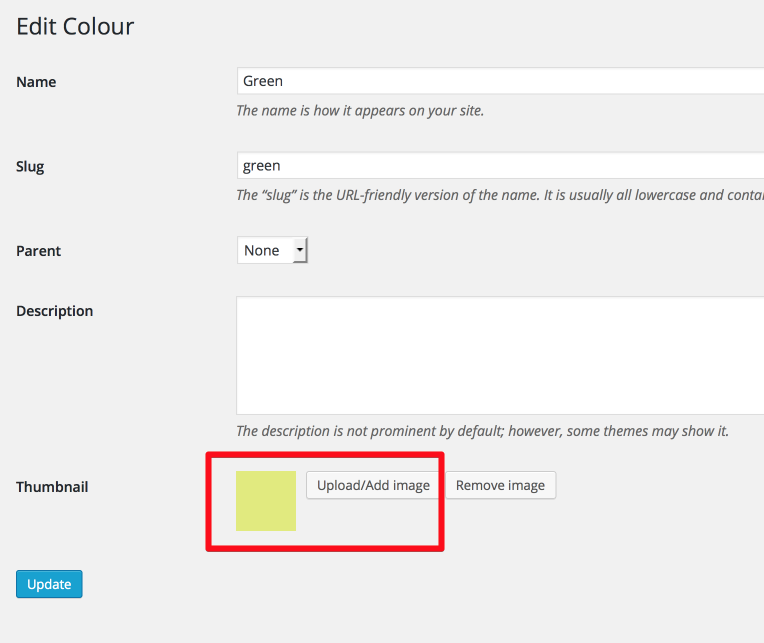 Edit Colour
Name
Green
The name is how it appears on your site.
Slug
green
The “slug” is the URL-friendly version of the name. It is usually all lowercase and contai
Parent
None
Description
The description is not prominent by default; however, some themes may show it.
Thumbnail
Upload/Add image
Remove image
Update